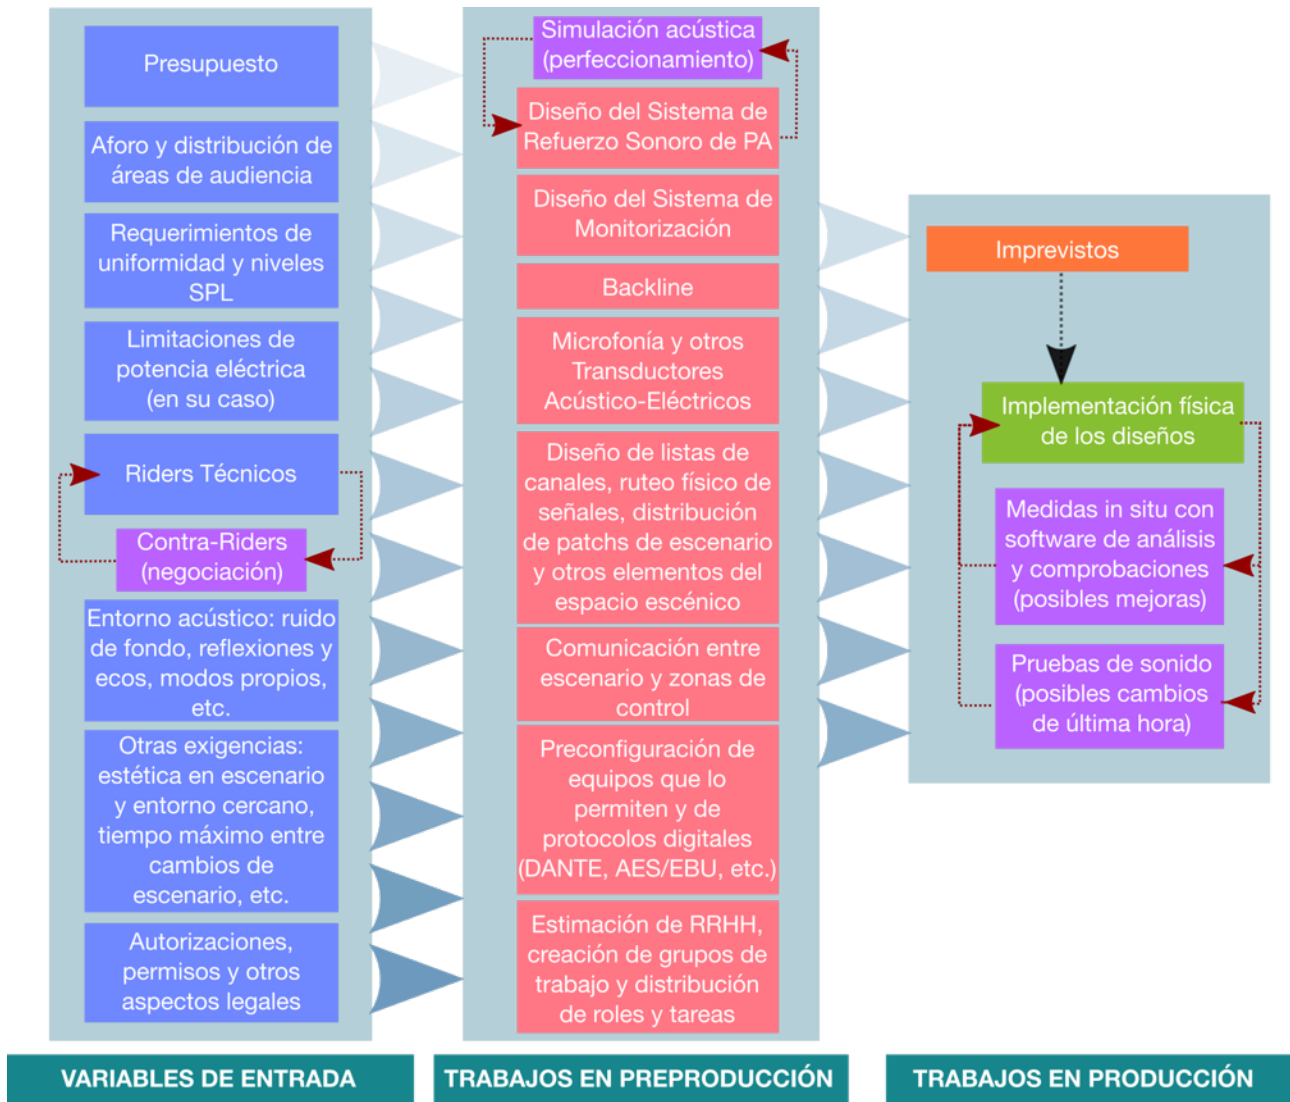 Presupuesto
Aforo y distribución de
áreas de audiencia
Requerimientos de
uniformidad y niveles
SPL
Limitaciones de
potencia eléctrica
(en su caso)
Riders Técnicos
Contra-Riders
(negociación)
Entorno acústico: ruido
de fondo, reflexiones y
ecos, modos propios,
etc.
Otras exigencias:
estética en escenario
y entorno cercano,
tiempo máximo entre
cambios de
escenario, etc.
Autorizaciones,
permisos y otros
aspectos legales
VARIABLES DE ENTRADA
Simulación acústica
(perfeccionamiento)
Diseño del Sistema de
Refuerzo Sonoro de PA
Diseño del Sistema de
Monitorización
Backline
Microfonía y otros
Transductores
Acústico-Eléctricos
Diseño de listas de
canales, ruteo físico de
señales, distribución
de patchs de escenario
y otros elementos del
espacio escénico
Comunicación entre
escenario y zonas de
control
Preconfiguración de
equipos que lo
permiten y de
protocolos digitales
(DANTE, AES/EBU, etc.)
Estimación de RRHH,
creación de grupos de
trabajo y distribución
de roles y tareas
TRABAJOS EN PREPRODUCCIÓN
Imprevistos
Implementación física
de los diseños
Medidas in situ con
software de análisis
y comprobaciones
(posibles mejoras)
Pruebas de sonido
(posibles cambios
de última hora)
TRABAJOS EN PRODUCCIÓN